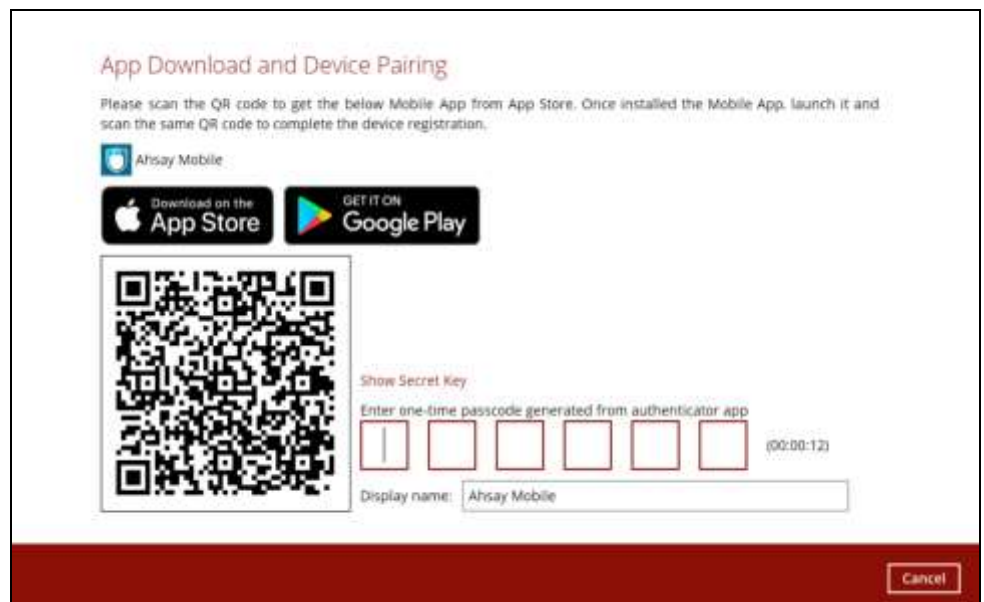 App Download and Device Pairing
Please scan the QR code to get the below Mobile App from App Store. Once installed the Mobile App, launch it and
scan the same QR code to complete the device registration.
Ahsay Mobile
Download on the
App Store
GET IT ON
Google Play
Show Secret Key
Enter one-time passcode generated from authenticator app
(00:00:12)
Display name: Ahsay Mobile
Cancel